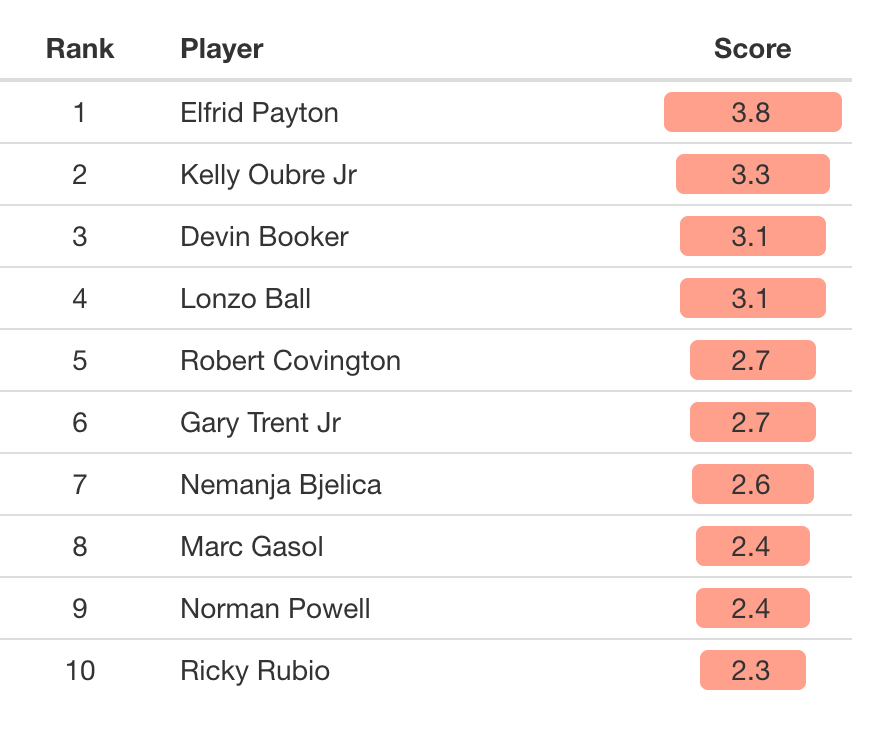 Rank Player Score
1 Elfrid Payton 3.8
2 Kelly Oubre Jr 3.3
3 Devin Booker 3.1
4 Lonzo Ball 3.1
5 Robert Covington 2.7
6 Gary Trent Jr 2.7
7 Nemanja Bjelica 2.6
8 Marc Gasol 2.4
9 Norman Powell 2.4
10 Ricky Rubio 2.3